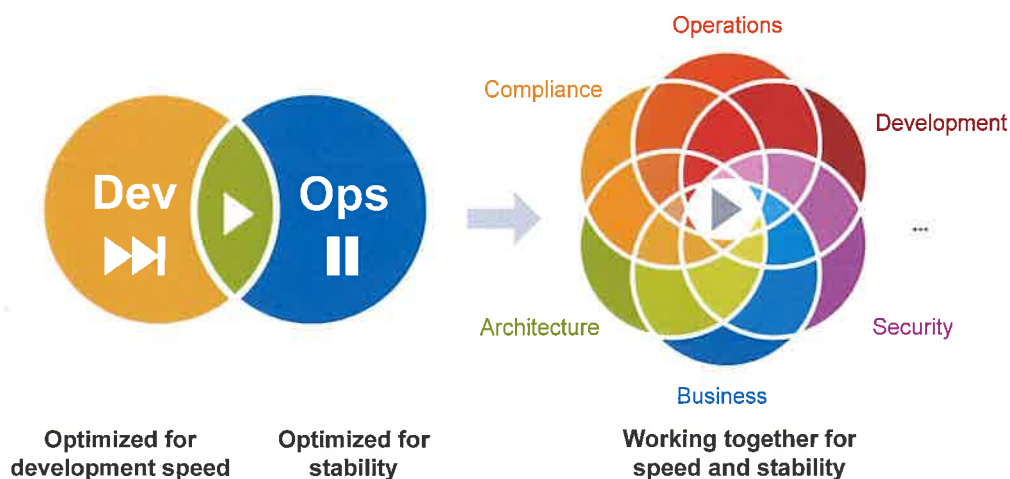 Operations
Compliance
Development
Dev
Ops
...
Architecture
Security
Business
Optimized for
development speed
Optimized for
stability
Working together for
speed and stability